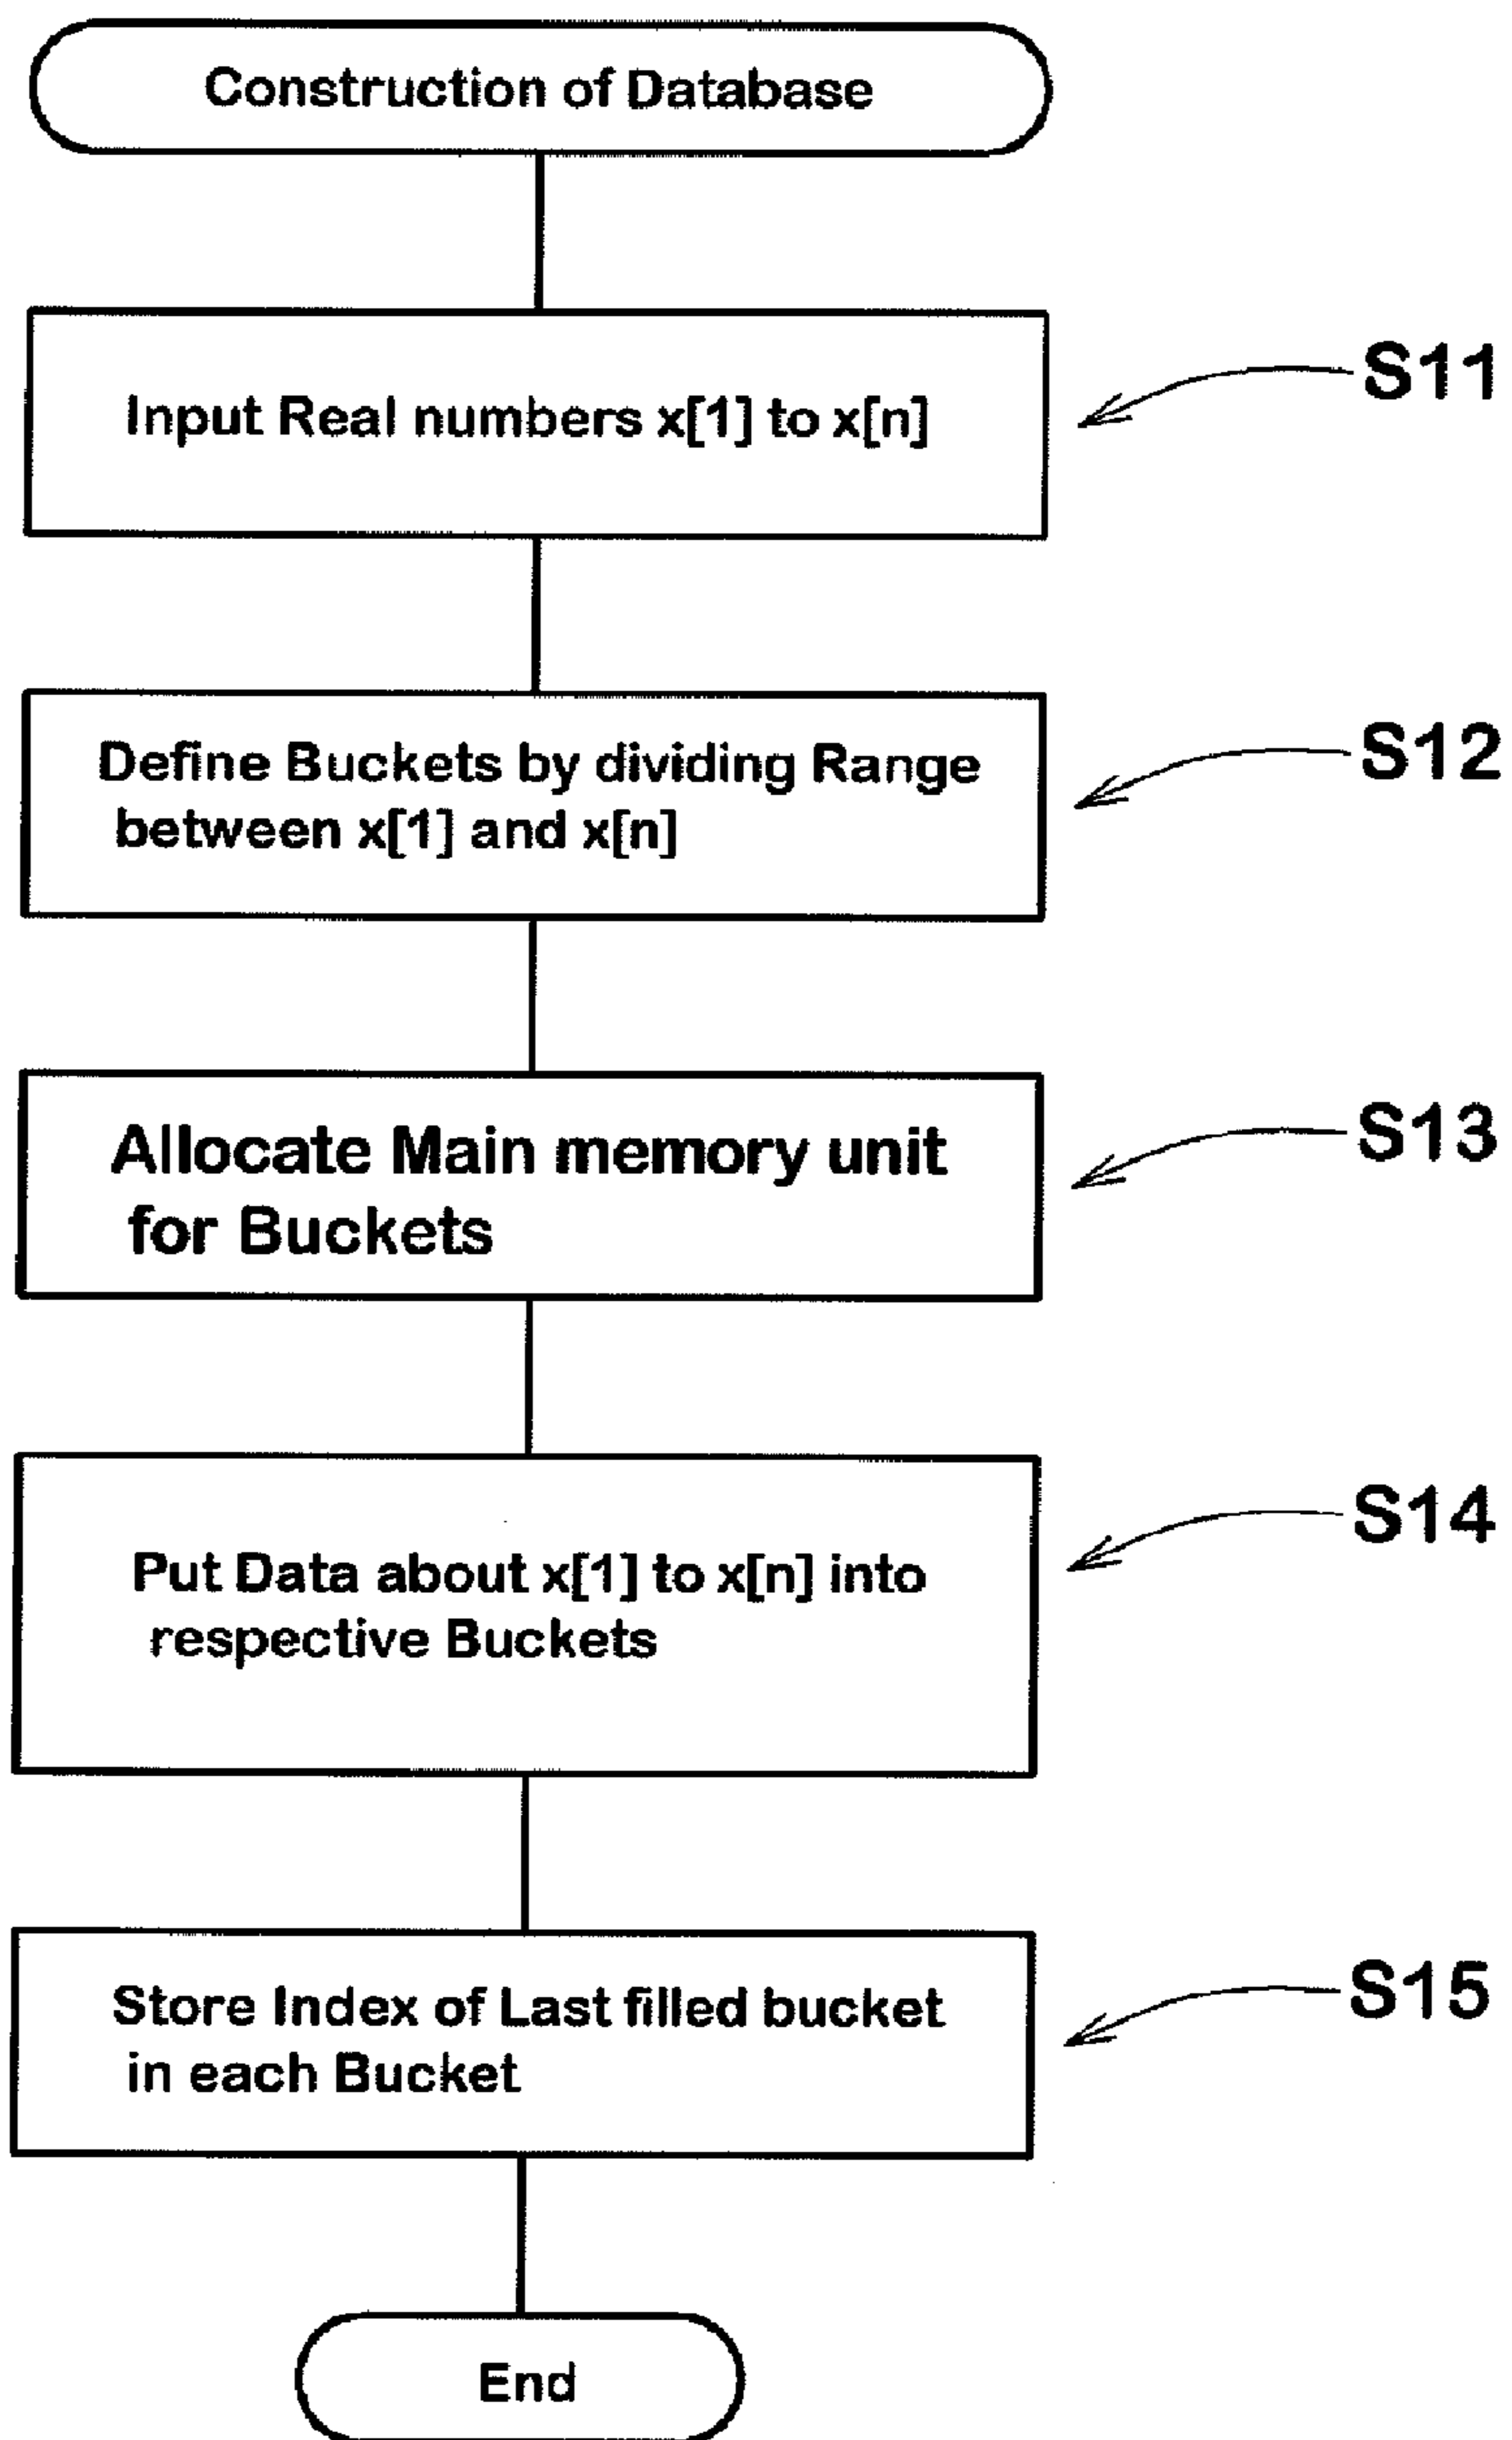 Construction of Database
Input Real numbers x[1] to x[n]
S11
Define Buckets by dividing Range
between x[1] and x[n]
S12
Allocate Main memory unit
for Buckets
S13
Put Data about x[1] to x[n] into
respective Buckets
S14
Store Index of Last filled bucket
in each Bucket
S15
End